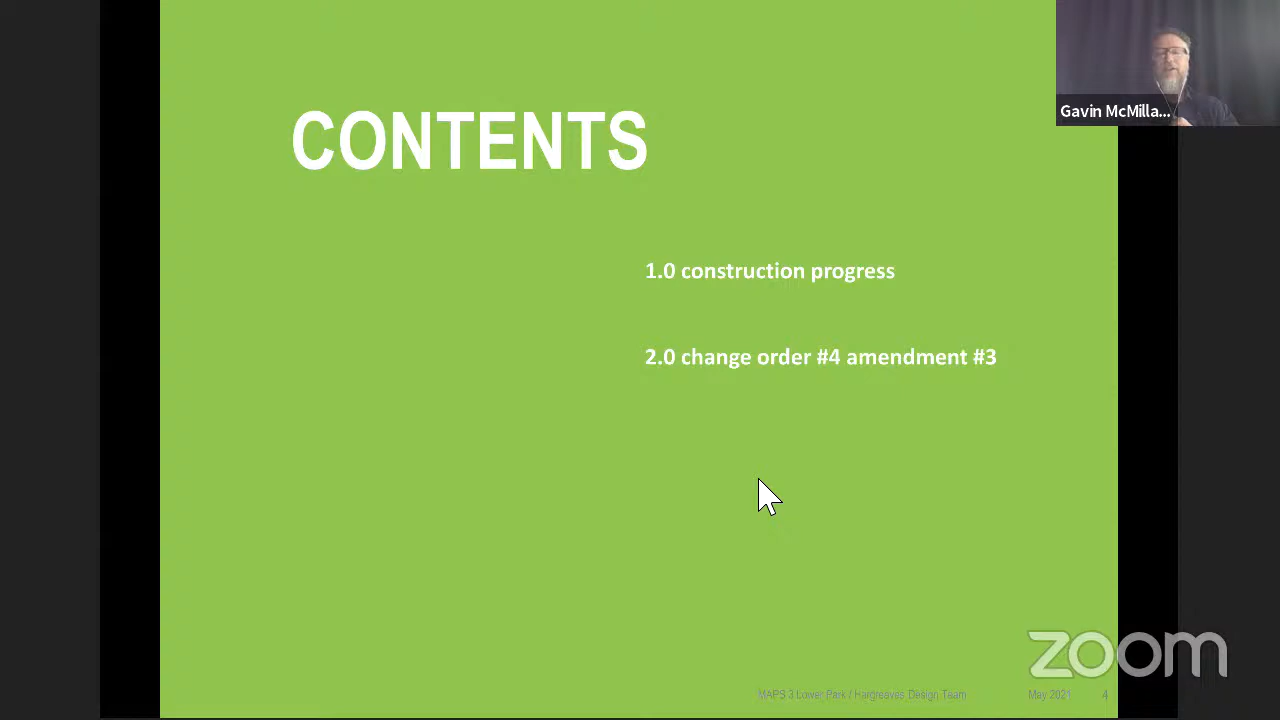 CONTENTS
Gavin McMilla...
1.0 construction progress
2.0 change order #4 amendment #3
zoom
MAPS 3 Lower Park / Hargreaves Design Team May 2021 4